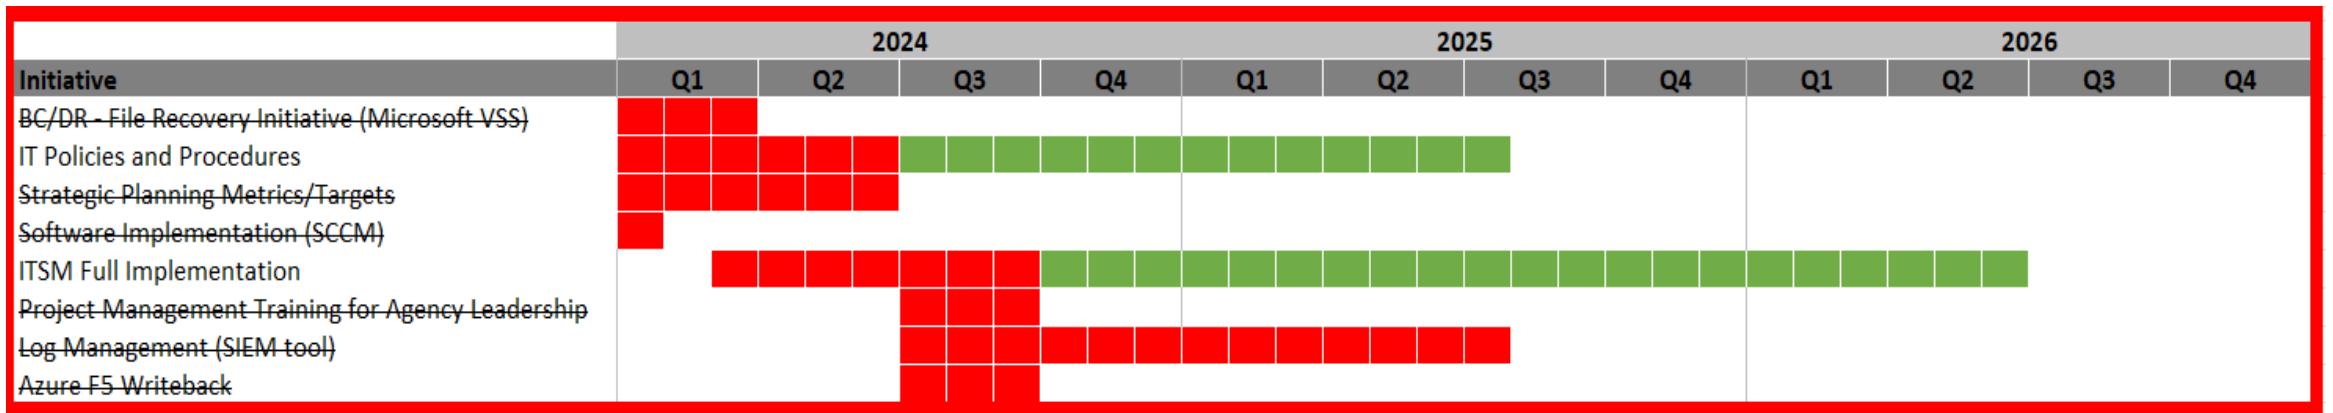 2024 2025 2026
Initiative Q1 Q2 Q3 Q4 Q1 Q2 Q3 Q4 Q1 Q2 Q3 Q4
BC/DR - File Recovery Initiative (Microsoft VSS)
IT Policies and Procedures
Strategic Planning Metrics/Targets
Software Implementation (SCCM)
ITSM Full Implementation
Project Management Training for Agency Leadership
Log Management (SIEM tool)
Azure F5 Writeback